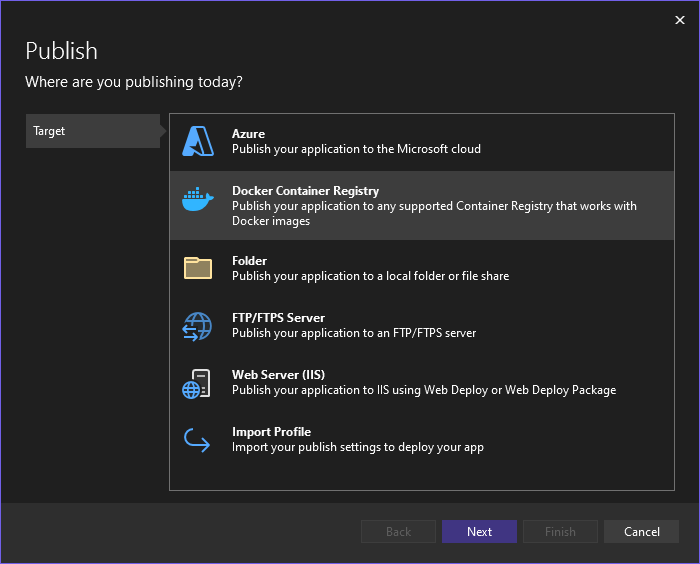 Publish
Where are you publishing today?
Target
Azure
Publish your application to the Microsoft cloud
Docker Container Registry
Publish your application to any supported Container Registry that works with
Docker images
Folder
Publish your application to a local folder or file share
FTP/FTPS Server
Publish your application to an FTP/FTPS server
Web Server (IIS)
Publish your application to IIS using Web Deploy or Web Deploy Package
Import Profile
Import your publish settings to deploy your app
Back
Next
Finish
Cancel